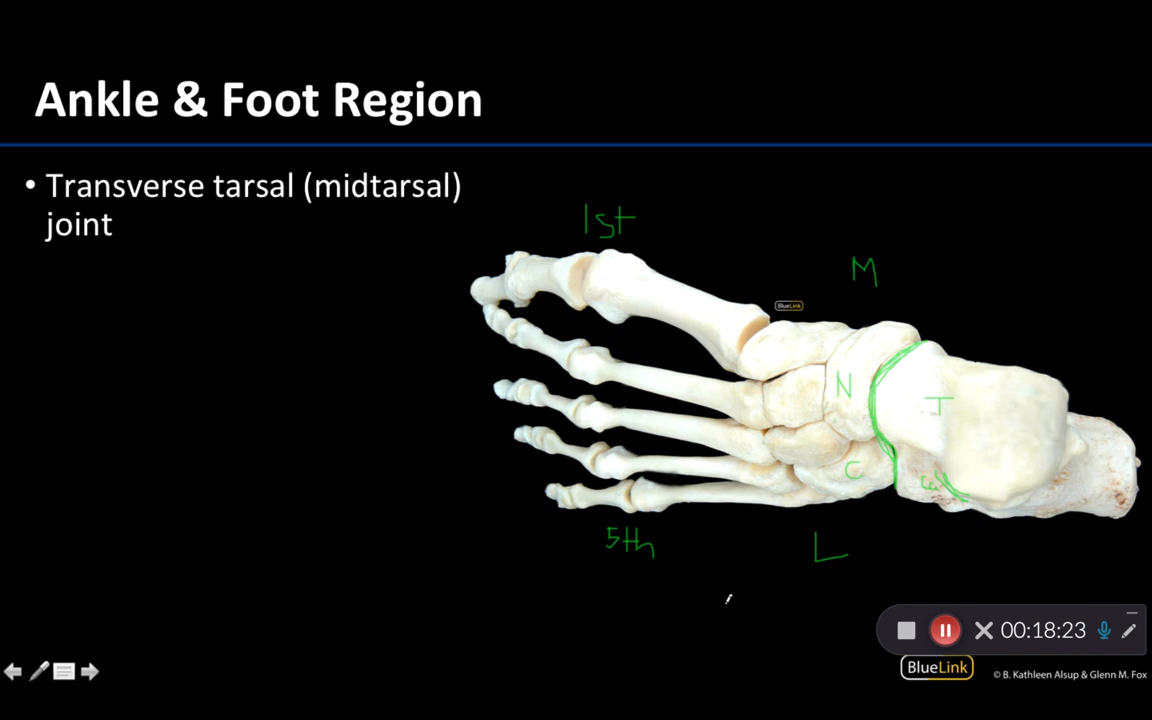 Ankle & Foot Region
• Transverse tarsal (midtarsal)
joint
1st
M
BlueLink
N
T
C
5th
L
00:18:23
BlueLink
© B. Kathleen Alsup & Glenn M. Fox